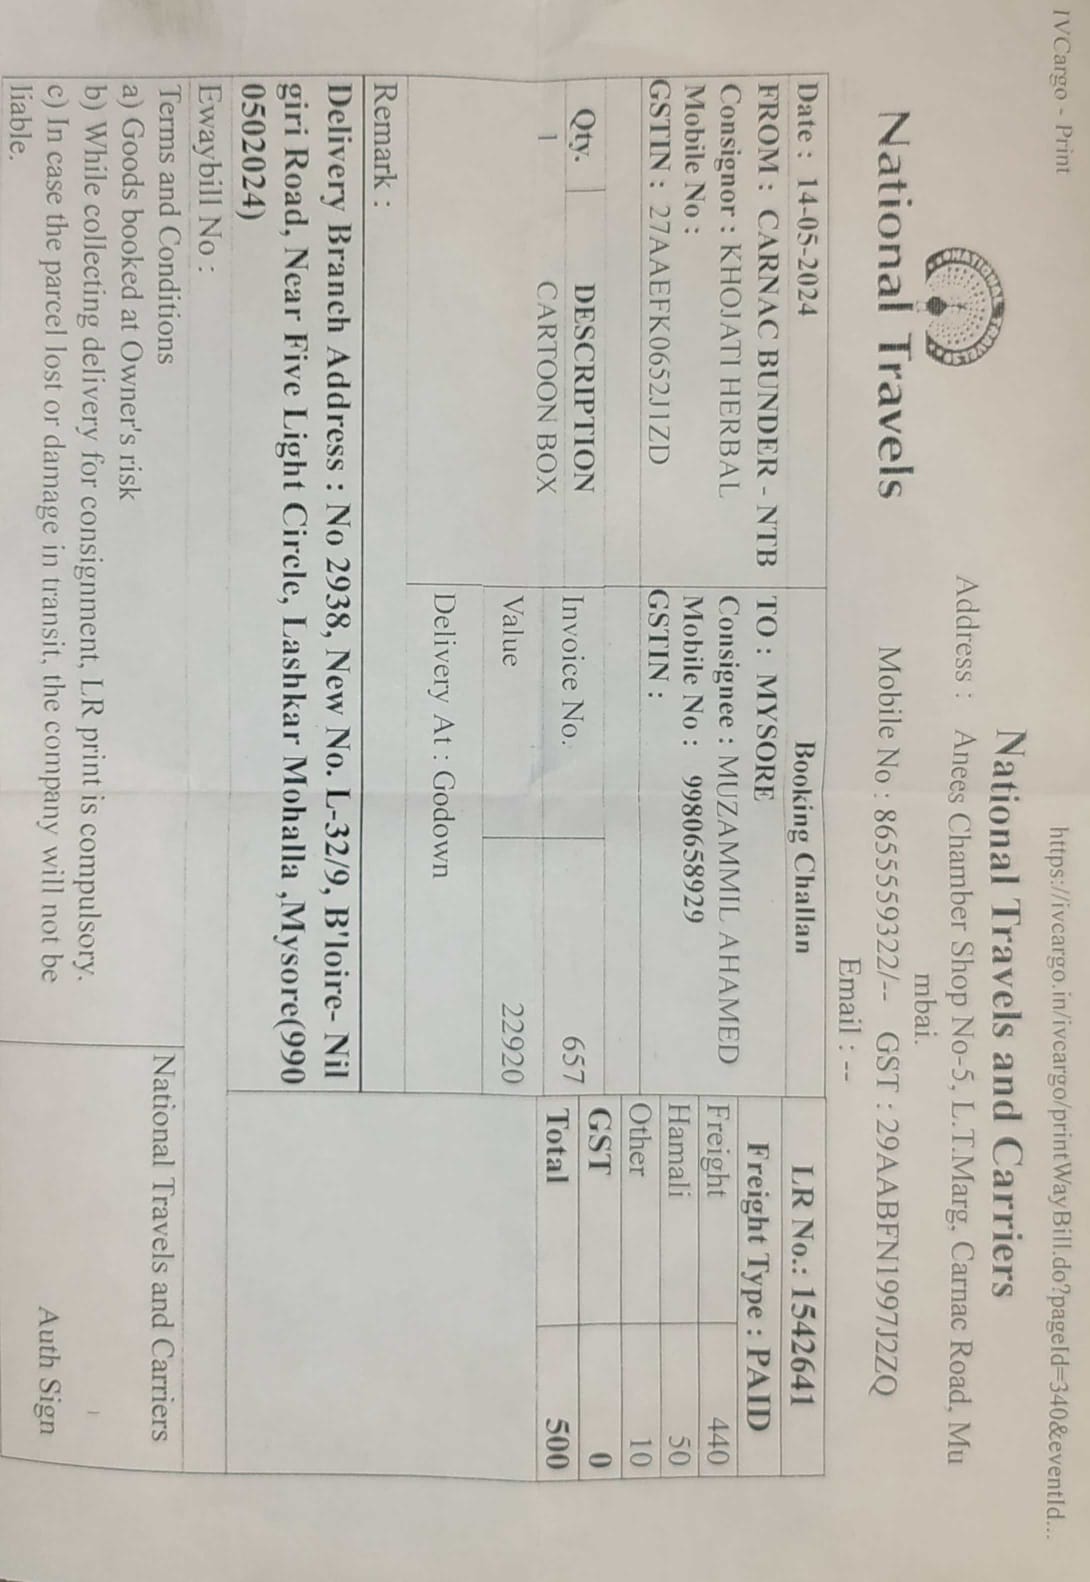 IVCargo - Print
https://ivcargo.in/ivcargo/printWayBill.do?pageId=340&eventId...
National Travels and Carriers
NATIONAL TRAVELS
Address : Anees Chamber Shop No-5, L.T.Marg, Carnac Road, Mu
mbai.
National Travels
Mobile No : 8655559322/-- GST : 29AABFN1997J2ZQ
Email : --
Date : 14-05-2024
Booking Challan
LR No.: 1542641
FROM : CARNAC BUNDER - NTB
TO : MYSORE
Freight Type : PAID
Consignor : KHOJATI HERBAL
Consignee : MUZAMMIL AHAMED
Freight 440
Mobile No :
Mobile No : 9980658929
Hamali 50
GSTIN : 27AAEFK0652J1ZD
GSTIN :
Other 10
GST 0
Qty. DESCRIPTION
Invoice No. 657
Total 500
1 CARTOON BOX
Value 22920
Delivery At : Godown
Remark :
Delivery Branch Address : No 2938, New No. L-32/9, B'loire- Nil
giri Road, Near Five Light Circle, Lashkar Mohalla ,Mysore(990
0502024)
Ewaybill No :
Terms and Conditions
National Travels and Carriers
a) Goods booked at Owner's risk
b) While collecting delivery for consignment, LR print is compulsory.
c) In case the parcel lost or damage in transit, the company will not be
liable.
Auth Sign